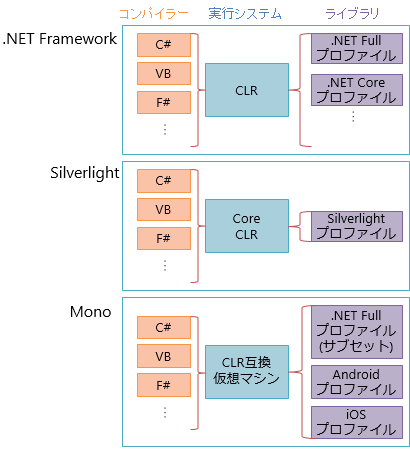 コンパイラー 実行システム ライブラリ
.NET Framework
C#
VB
F#
⋮
CLR
.NET Full
プロファイル
.NET Core
プロファイル
⋮
Silverlight
C#
VB
F#
⋮
Core
CLR
Silverlight
プロファイル
Mono
C#
VB
F#
⋮
CLR互換
仮想マシン
.NET Full
プロファイル
(サブセット)
Android
プロファイル
iOS
プロファイル